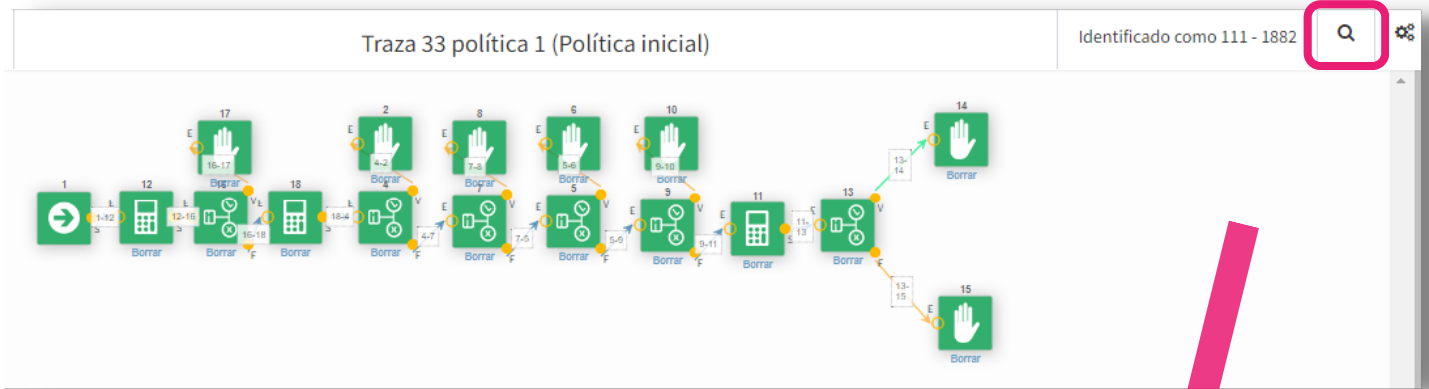 Traza 33 política 1 (Política inicial)
Identificado como 111 - 1882
17 2 8 6 10 14
E E E E E E
16-17 4-2 7-8 5-6 9-10 13-14
Borrar Borrar Borrar Borrar Borrar Borrar
1 12 16 18 4 7 5 9 11 13
E E E E E E E E
V V V V V V
1-12 12-16 16-18 18-4 4-7 7-5 5-9 9-11 11-13
S S S S
F F F F F F
Borrar Borrar Borrar Borrar Borrar Borrar Borrar Borrar Borrar
13-15
15
E
Borrar